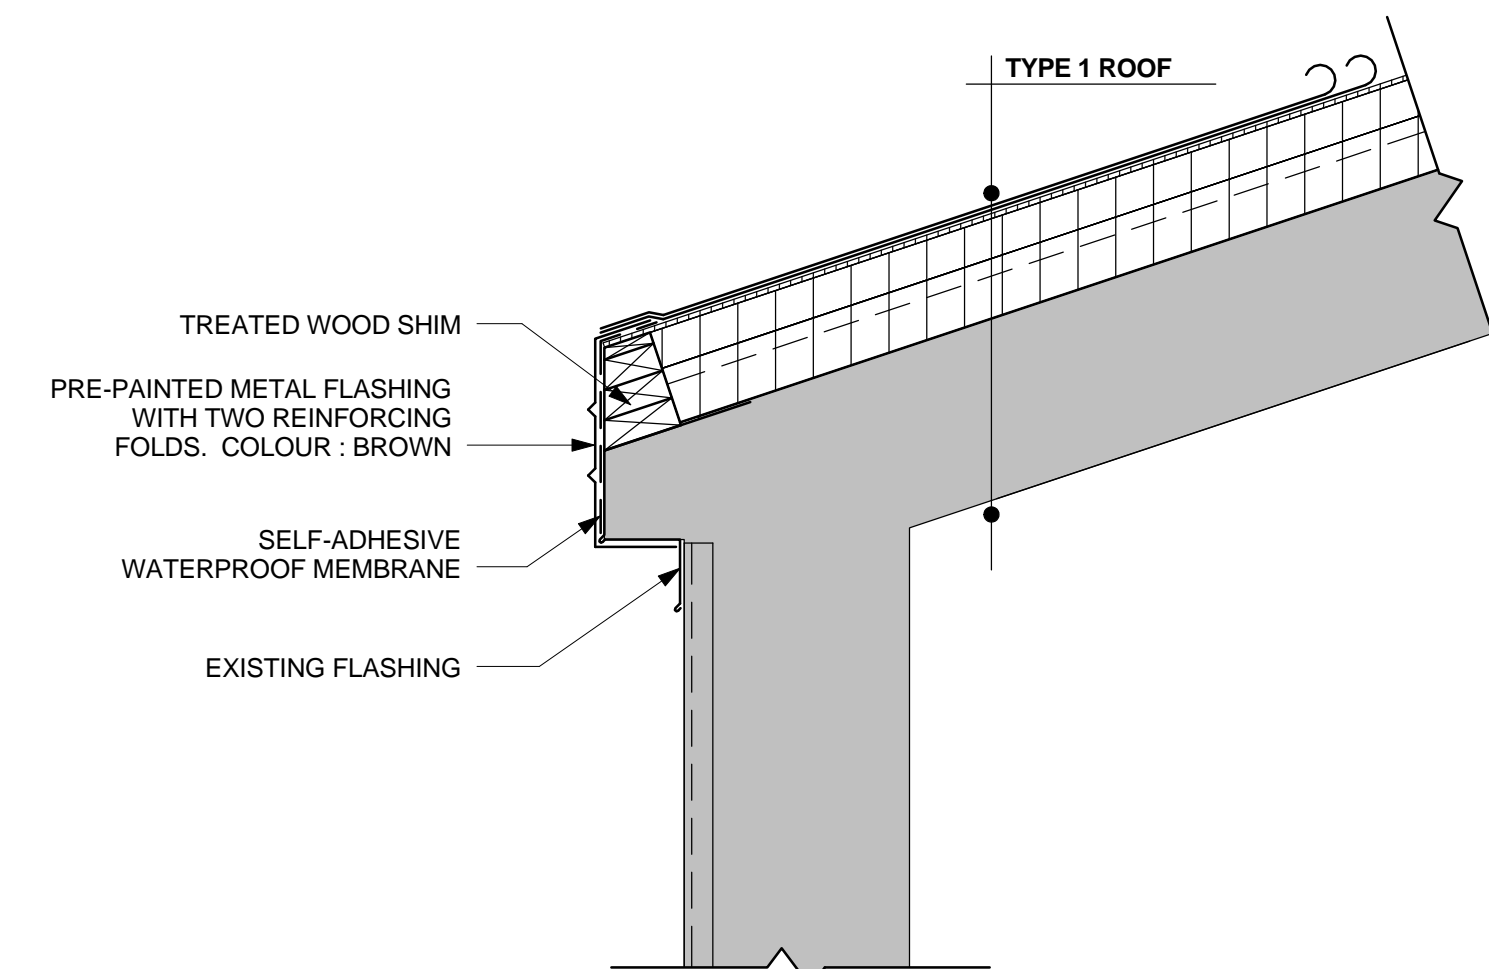 TYPE 1 ROOF
TREATED WOOD SHIM
PRE-PAINTED METAL FLASHING
WITH TWO REINFORCING
FOLDS.  COLOUR : BROWN
SELF-ADHESIVE
WATERPROOF MEMBRANE
EXISTING FLASHING